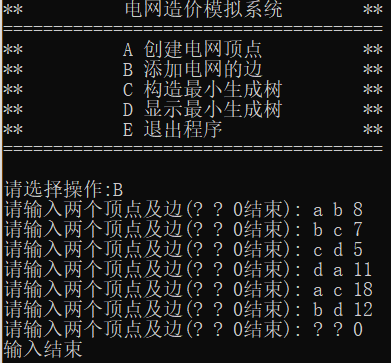 ** 电网造价模拟系统 **
=====================================
** A 创建电网顶点 **
** B 添加电网的边 **
** C 构造最小生成树 **
** D 显示最小生成树 **
** E 退出程序 **
=====================================
请选择操作:B
请输入两个顶点及边(? ? 0结束): a b 8
请输入两个顶点及边(? ? 0结束): b c 7
请输入两个顶点及边(? ? 0结束): c d 5
请输入两个顶点及边(? ? 0结束): d a 11
请输入两个顶点及边(? ? 0结束): a c 18
请输入两个顶点及边(? ? 0结束): b d 12
请输入两个顶点及边(? ? 0结束): ? ? 0
输入结束